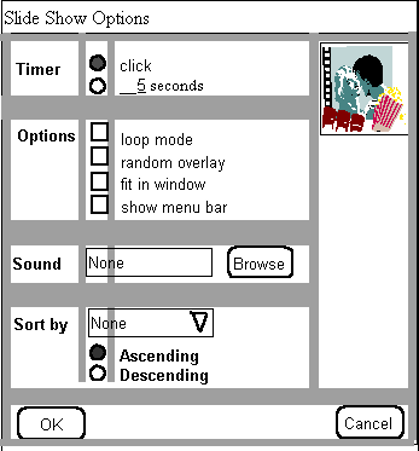 Slide Show Options
Timer
click
5 seconds
Options
loop mode
random overlay
fit in window
show menu bar
Sound
None
Browse
Sort by
None
Ascending
Descending
OK
Cancel